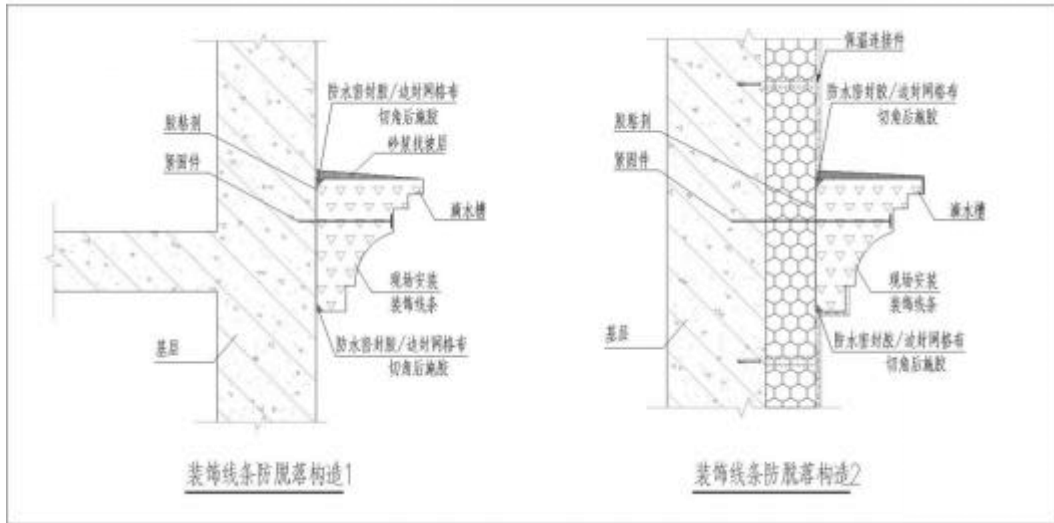 防水密封胶/边封网格布
切角后施胶
砂浆找坡层
胶粘剂
紧固件
滴水槽
现场安装
装饰线条
基层
防水密封胶/边封网格布
切角后施胶
装饰线条防脱落构造1
保温连接件
防水密封胶/边封网格布
切角后施胶
胶粘剂
紧固件
滴水槽
现场安装
装饰线条
基层
防水密封胶/边封网格布
切角后施胶
装饰线条防脱落构造2